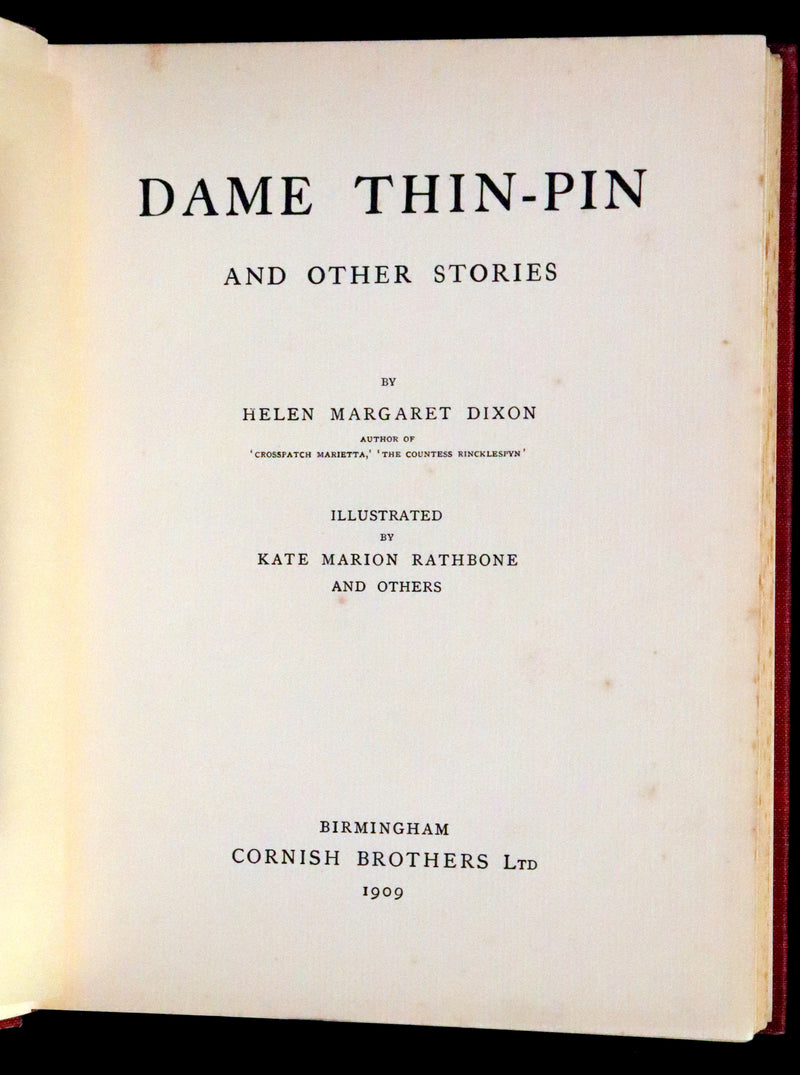 DAME THIN-PIN
AND OTHER STORIES
BY
HELEN MARGARET DIXON
AUTHOR OF
'CROSSPATCH MARIETTA,' 'THE COUNTESS RINCKLESPYN'
ILLUSTRATED
BY
KATE MARION RATHBONE
AND OTHERS
BIRMINGHAM
CORNISH BROTHERS LTD
1909